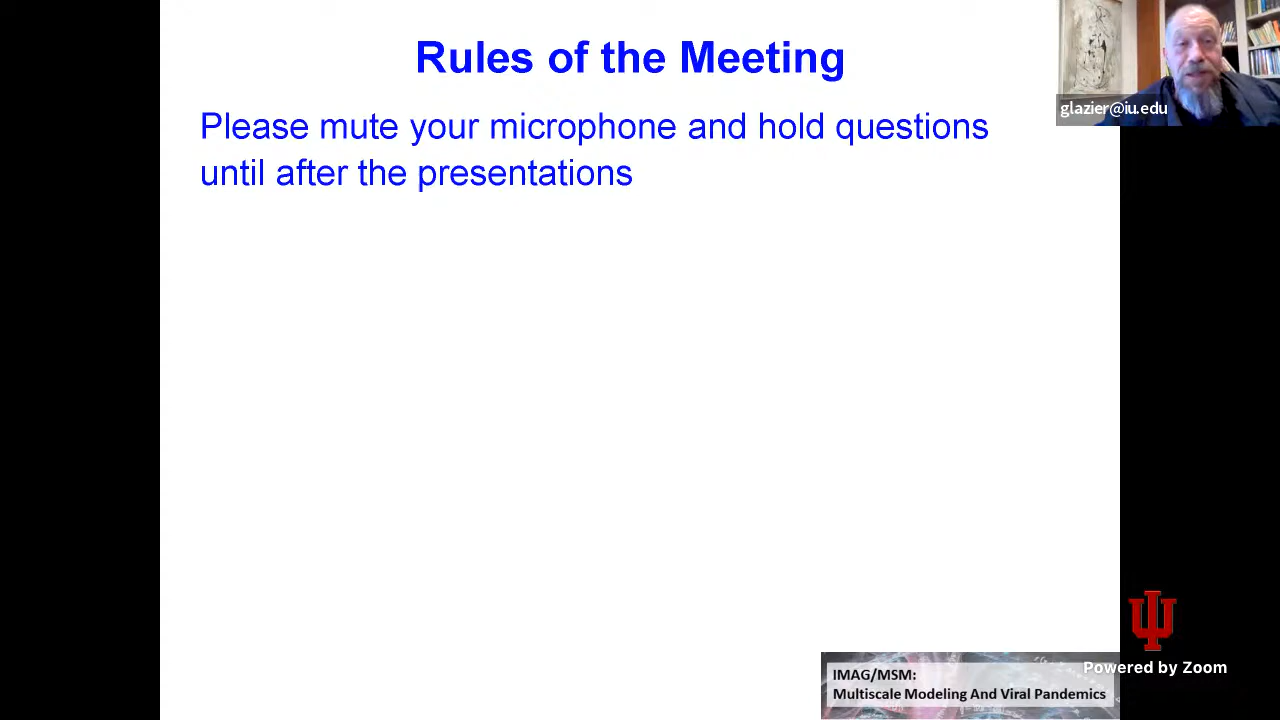 Rules of the Meeting
Please mute your microphone and hold questions
until after the presentations
glazier@iu.edu
Powered by Zoom
IMAG/MSM:
Multiscale Modeling And Viral Pandemics